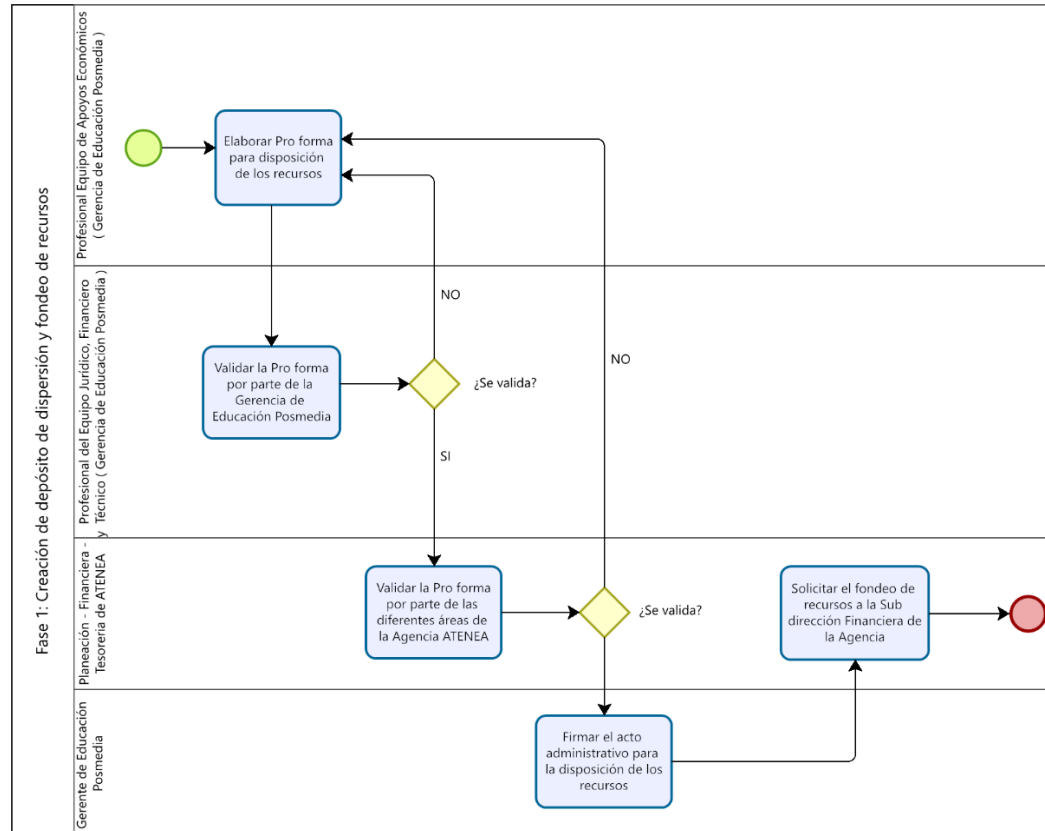 Fase 1: Creación de depósito de dispersión y fondeo de recursos
Profesional Equipo de Apoyos Económicos
( Gerencia de Educación Posmedia )
Elaborar Pro forma
para disposición
de los recursos
Profesional del Equipo Jurídico, Financiero
y Técnico ( Gerencia de Educación Posmedia )
NO
Validar la Pro forma
por parte de la
Gerencia de
Educación Posmedia
¿Se valida?
NO
SI
Planeación - Financiera -
Tesorería de ATENEA
Validar la Pro forma
por parte de las
diferentes áreas de
la Agencia ATENEA
¿Se valida?
Solicitar el fondeo de
recursos a la Sub
dirección Financiera de
la Agencia
Gerente de Educación
Posmedia
Firmar el acto
administrativo para
la disposición de los
recursos